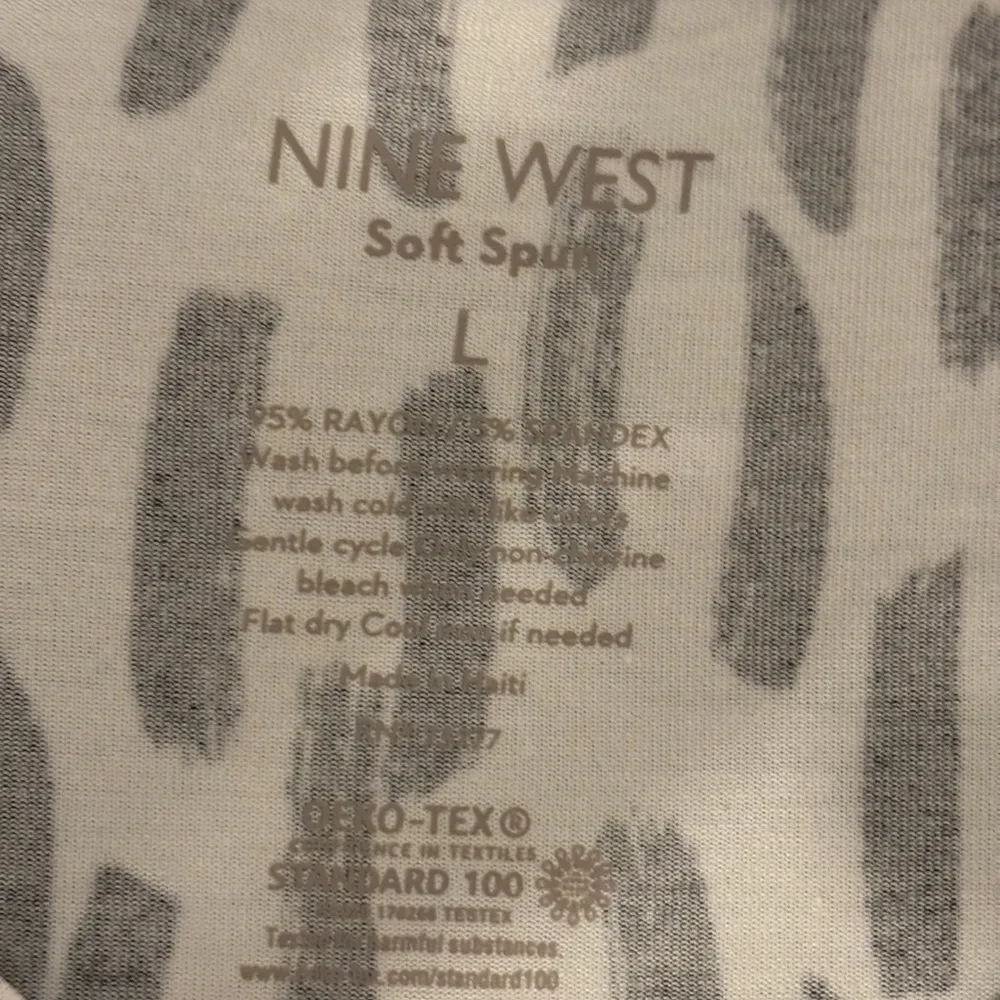 NINE WEST
Soft Spun
L
95% RAYON / 5% SPANDEX
Wash before wearing Machine
wash cold with like colors
Gentle cycle Only non-chlorine
bleach when needed
Flat dry Cool iron if needed
Made in Haiti
RN#
OEKO-TEX®
CONFIDENCE IN TEXTILES
STANDARD 100
170266 TESTEX
Tested for harmful substances.
www.oeko-tex.com/standard100